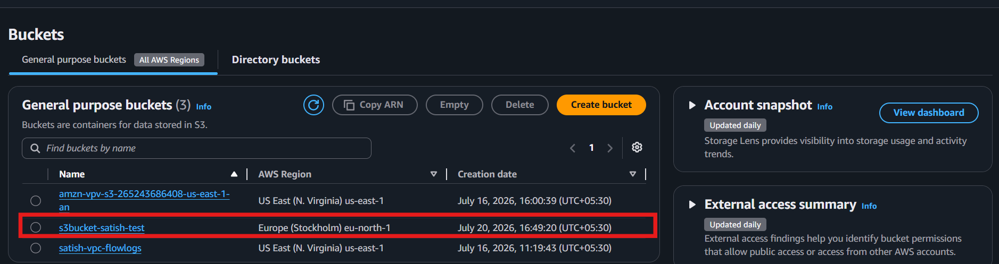 Buckets
General purpose buckets All AWS Regions Directory buckets
General purpose buckets (3) Info
Copy ARN Empty Delete Create bucket
Buckets are containers for data stored in S3.
Find buckets by name
1
Name AWS Region Creation date
amzn-vpv-s3-265243686408-us-east-1-
an
US East (N. Virginia) us-east-1 July 16, 2026, 16:00:39 (UTC+05:30)
s3bucket-satish-test Europe (Stockholm) eu-north-1 July 20, 2026, 16:49:20 (UTC+05:30)
satish-vpc-flowlogs US East (N. Virginia) us-east-1 July 16, 2026, 11:19:43 (UTC+05:30)
Account snapshot Info
View dashboard
Updated daily
Storage Lens provides visibility into storage usage and activity
trends.
External access summary Info
Updated daily
External access findings help you identify bucket permissions
that allow public access or access from other AWS accounts.